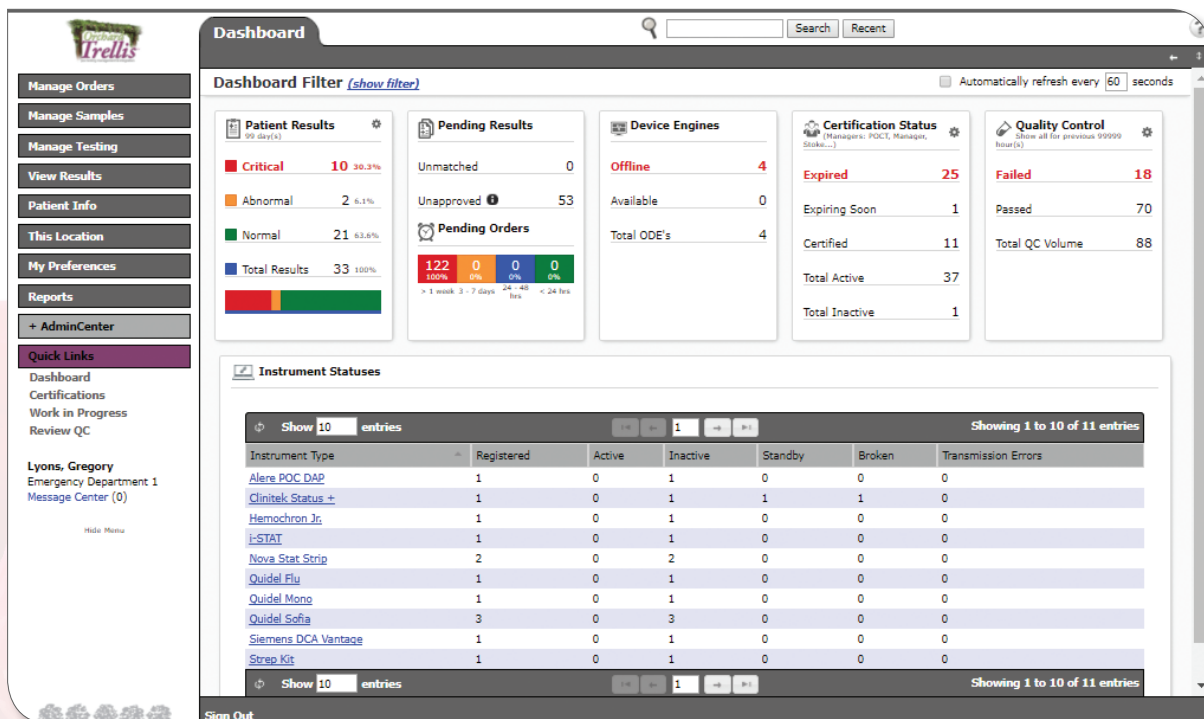 Orchard
Trellis
Dashboard
Search Recent
Manage Orders
Manage Samples
Manage Testing
View Results
Patient Info
This Location
My Preferences
Reports
+ AdminCenter
Quick Links
Dashboard
Certifications
Work in Progress
Review QC
Lyons, Gregory
Emergency Department 1
Message Center (0)
Hide Menu
Dashboard Filter (show filter)
Automatically refresh every 60 seconds
Patient Results
99 day(s)
Critical 10 30.3%
Abnormal 2 6.1%
Normal 21 63.6%
Total Results 33 100%
Pending Results
Unmatched 0
Unapproved 53
Pending Orders
122 0 0 0
100% 0% 0% 0%
> 1 week 3 - 7 days 24 - 48 hrs < 24 hrs
Device Engines
Offline 4
Available 0
Total ODE's 4
Certification Status
(Managers: POCT, Manager,
Stoke...)
Expired 25
Expiring Soon 1
Certified 11
Total Active 37
Total Inactive 1
Quality Control
Show all for previous 99999
hour(s)
Failed 18
Passed 70
Total QC Volume 88
Instrument Statuses
Show 10 entries 1 Showing 1 to 10 of 11 entries
Instrument Type Registered Active Inactive Standby Broken Transmission Errors
Alere POC DAP 1 0 1 0 0 0
Clinitek Status + 1 0 1 1 1 0
Hemochron Jr. 1 0 1 0 0 0
i-STAT 1 0 1 0 0 0
Nova Stat Strip 2 0 2 0 0 0
Quidel Flu 1 0 1 0 0 0
Quidel Mono 1 0 1 0 0 0
Quidel Sofia 3 0 3 0 0 0
Siemens DCA Vantage 1 0 1 0 0 0
Strep Kit 1 0 1 0 0 0
Show 10 entries 1 Showing 1 to 10 of 11 entries
Sign Out